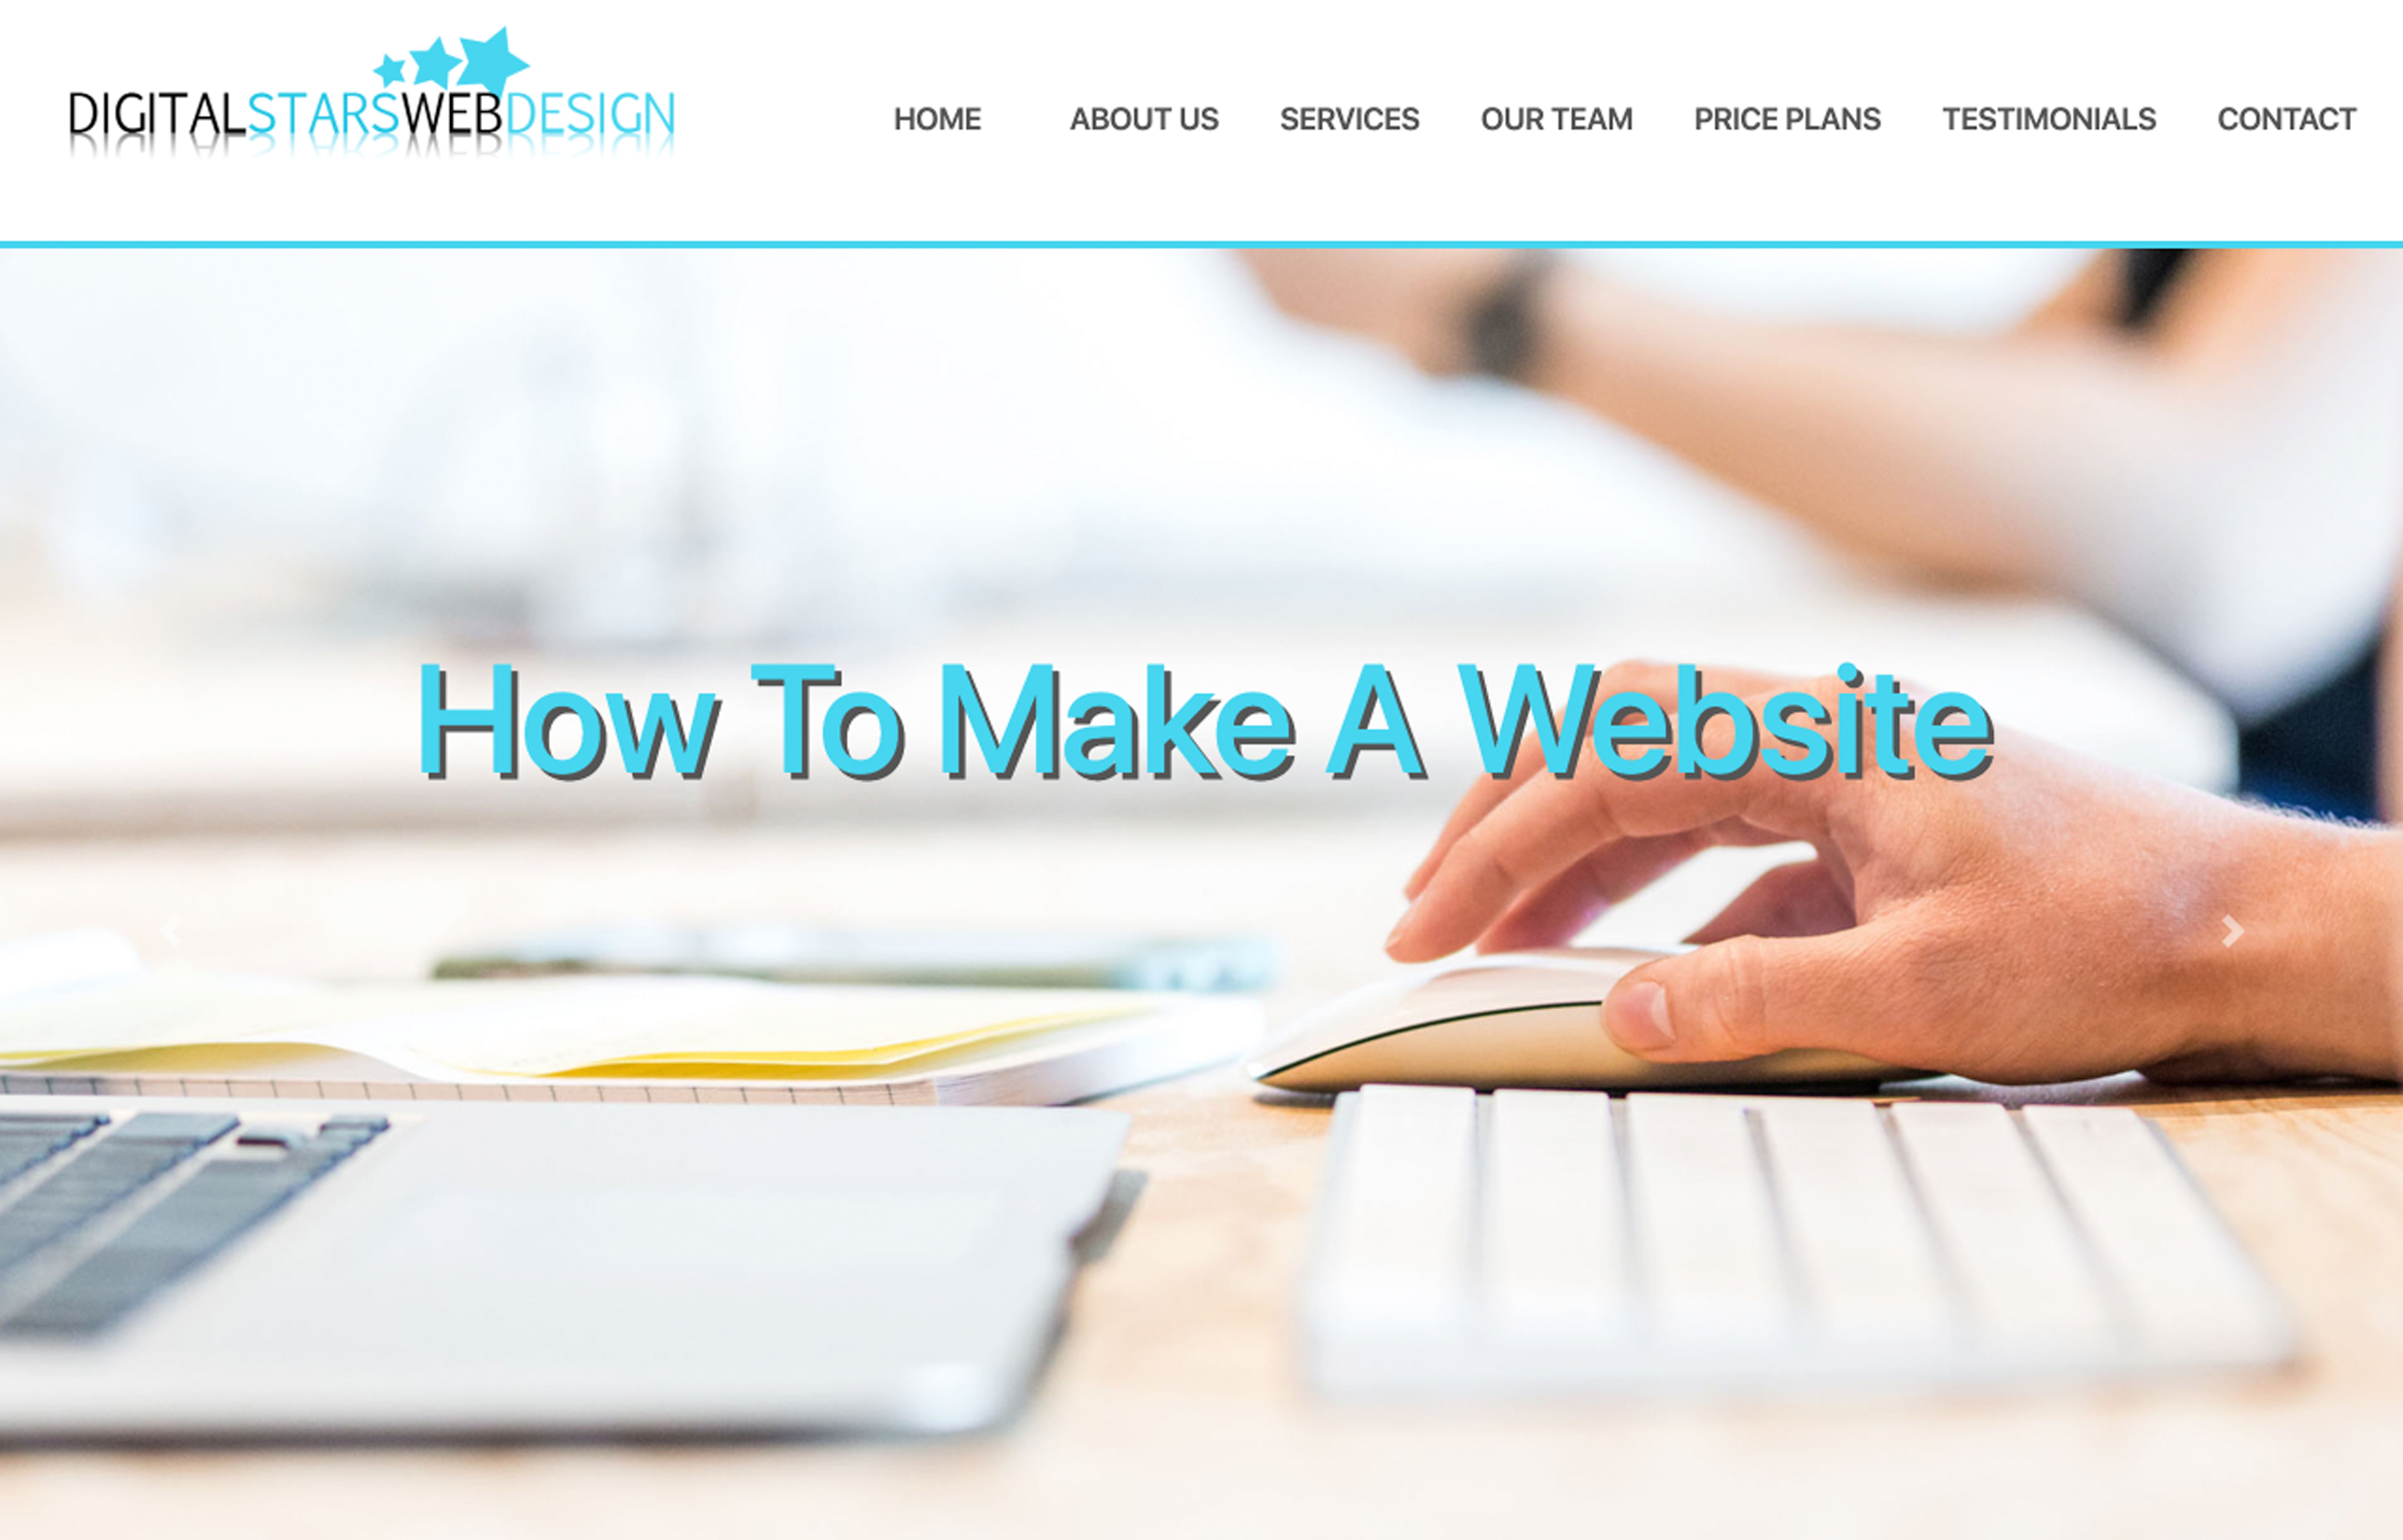 DIGITALSTARSWEBDESIGN
HOME ABOUT US SERVICES OUR TEAM PRICE PLANS TESTIMONIALS CONTACT
How To Make A Website